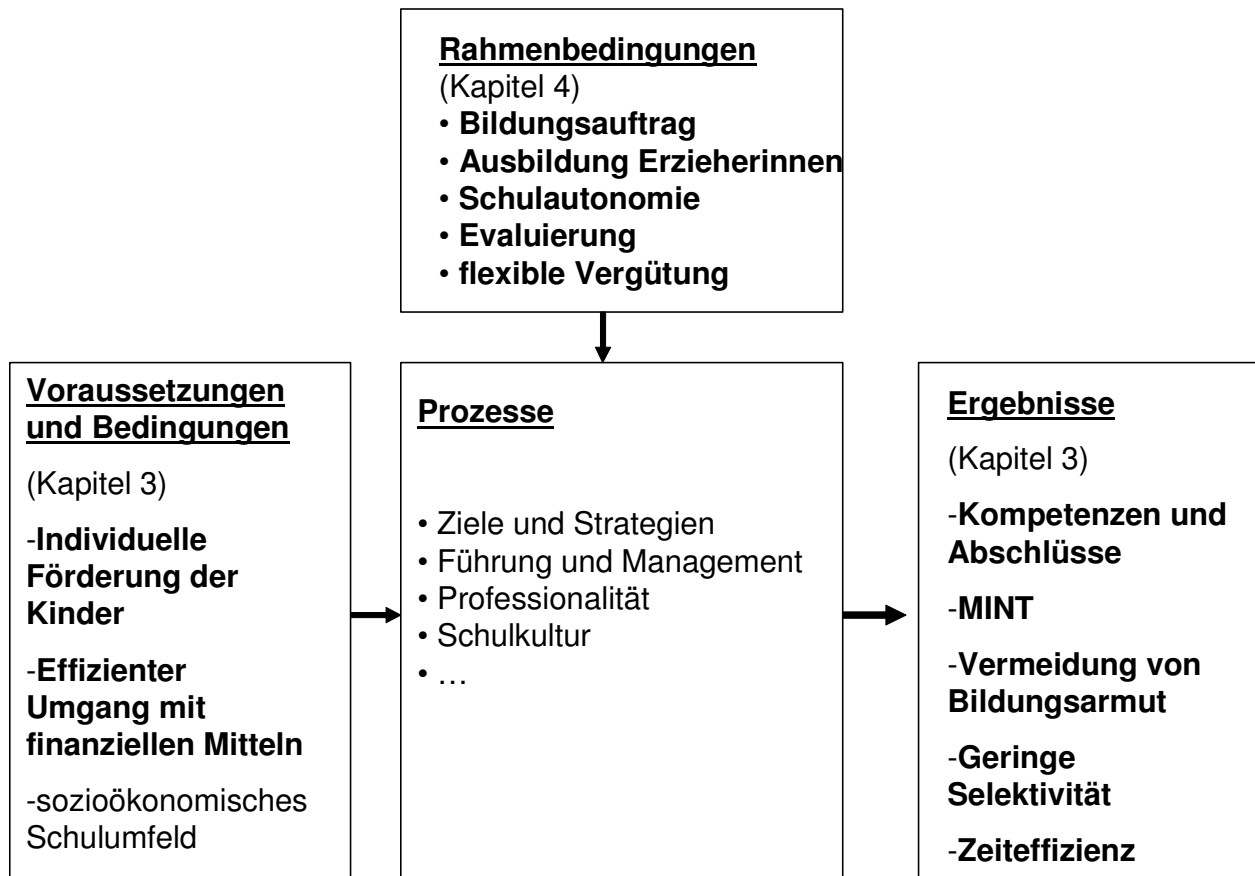 Rahmenbedingungen
(Kapitel 4)
• Bildungsauftrag
• Ausbildung Erzieherinnen
• Schulautonomie
• Evaluierung
• flexible Vergütung
Voraussetzungen
und Bedingungen
(Kapitel 3)
-Individuelle
Förderung der
Kinder
-Effizienter
Umgang mit
finanziellen Mitteln
-sozioökonomisches
Schulumfeld
Prozesse
• Ziele und Strategien
• Führung und Management
• Professionalität
• Schulkultur
• …
Ergebnisse
(Kapitel 3)
-Kompetenzen und
Abschlüsse
-MINT
-Vermeidung von
Bildungsarmut
-Geringe
Selektivität
-Zeiteffizienz